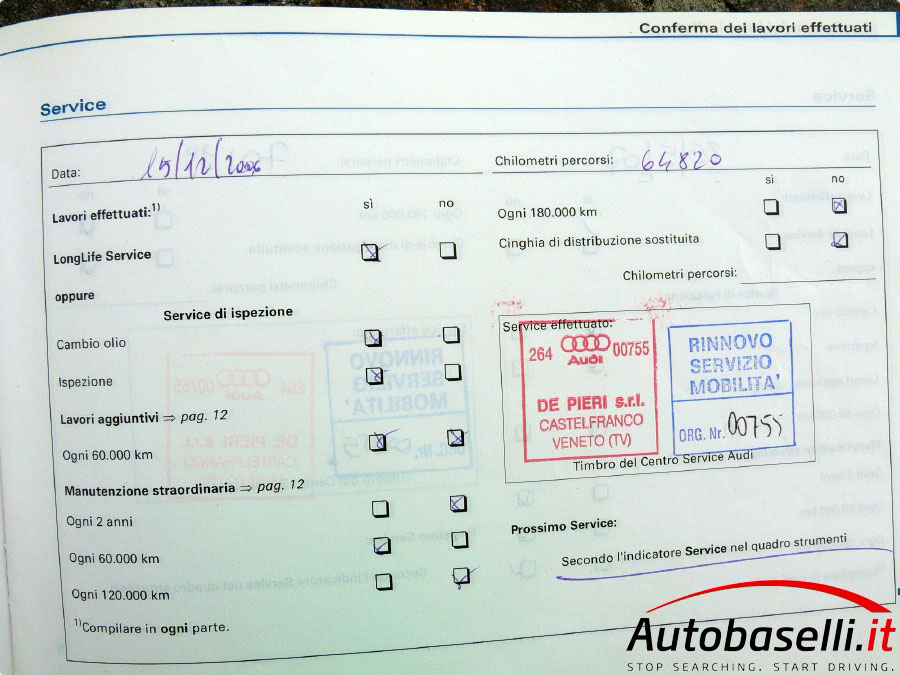 Conferma dei lavori effettuati
Service
Data: 15/12/2006
Chilometri percorsi: 64820
Lavori effettuati:1) sì no
sì no
LongLife Service
Ogni 180.000 km
Cinghia di distribuzione sostituita
oppure
Chilometri percorsi:
Service di ispezione
Cambio olio
Ispezione
Lavori aggiuntivi ⇒ pag. 12
Ogni 60.000 km
Manutenzione straordinaria ⇒ pag. 12
Ogni 2 anni
Ogni 60.000 km
Ogni 120.000 km
1)Compilare in ogni parte.
Service effettuato:
264 00755
Audi
DE PIERI s.r.l.
CASTELFRANCO
VENETO (TV)
RINNOVO
SERVIZIO
MOBILITA'
ORG. Nr. 00755
Timbro del Centro Service Audi
Prossimo Service:
Secondo l'indicatore Service nel quadro strumenti
Autobaselli.it
STOP SEARCHING. START DRIVING.